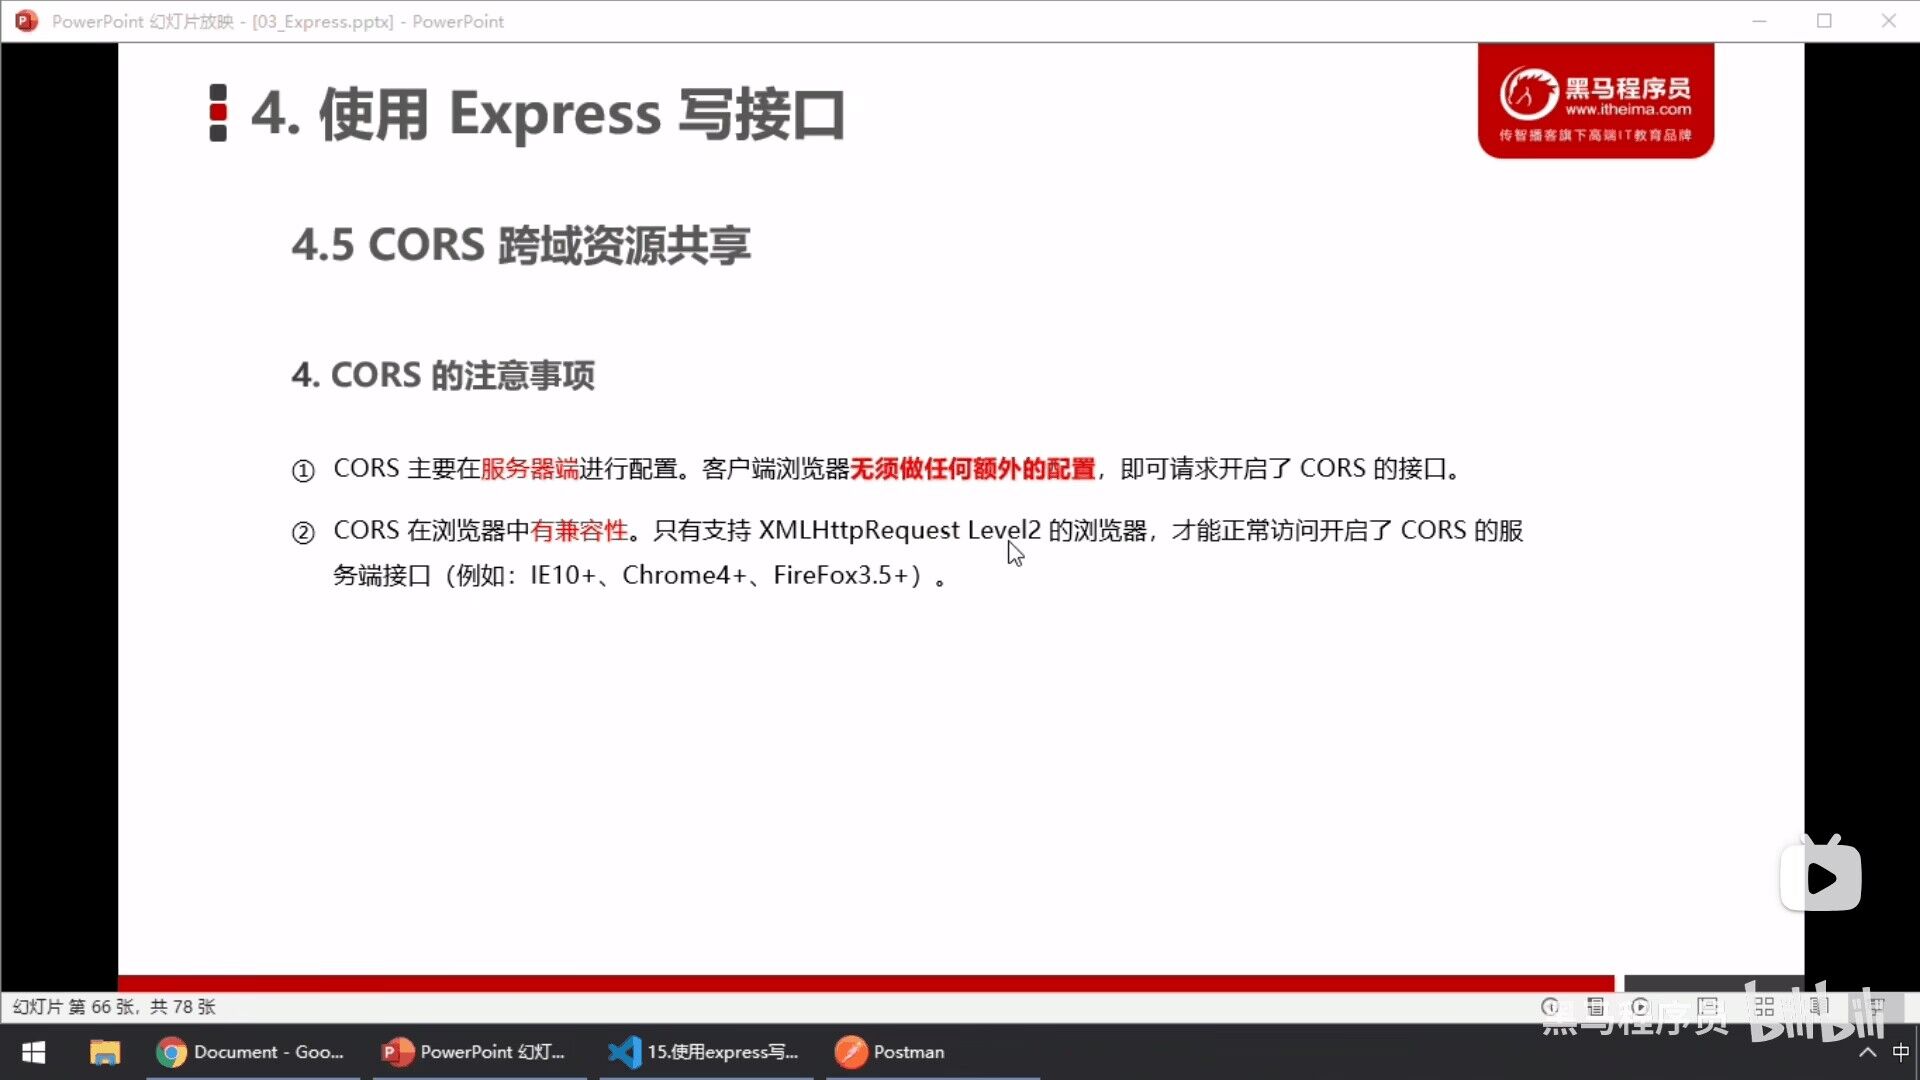 PowerPoint 幻灯片放映 - [03_Express.pptx] - PowerPoint
4. 使用 Express 写接口
黑马程序员
www.itheima.com
传智播客旗下高端IT教育品牌
4.5 CORS 跨域资源共享
4. CORS 的注意事项
① CORS 主要在服务器端进行配置。客户端浏览器无须做任何额外的配置，即可请求开启了 CORS 的接口。
② CORS 在浏览器中有兼容性。只有支持 XMLHttpRequest Level2 的浏览器，才能正常访问开启了 CORS 的服
务端接口（例如：IE10+、Chrome4+、FireFox3.5+）。
幻灯片 第 66 张，共 78 张
黑马程序员 bilibili
Document - Goo...
PowerPoint 幻灯...
15.使用express写...
Postman
中